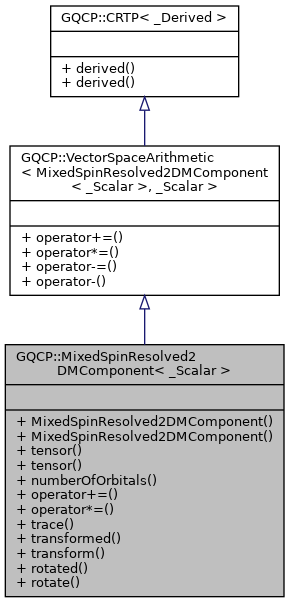 GQCP::CRTP< _Derived >
+ derived()
+ derived()
GQCP::VectorSpaceArithmetic
< MixedSpinResolved2DMComponent
< _Scalar >, _Scalar >
+ operator+=()
+ operator*=()
+ operator-=()
+ operator-()
GQCP::MixedSpinResolved2
DMComponent< _Scalar >
+ MixedSpinResolved2DMComponent()
+ MixedSpinResolved2DMComponent()
+ tensor()
+ tensor()
+ numberOfOrbitals()
+ operator+=()
+ operator*=()
+ trace()
+ transformed()
+ transform()
+ rotated()
+ rotate()